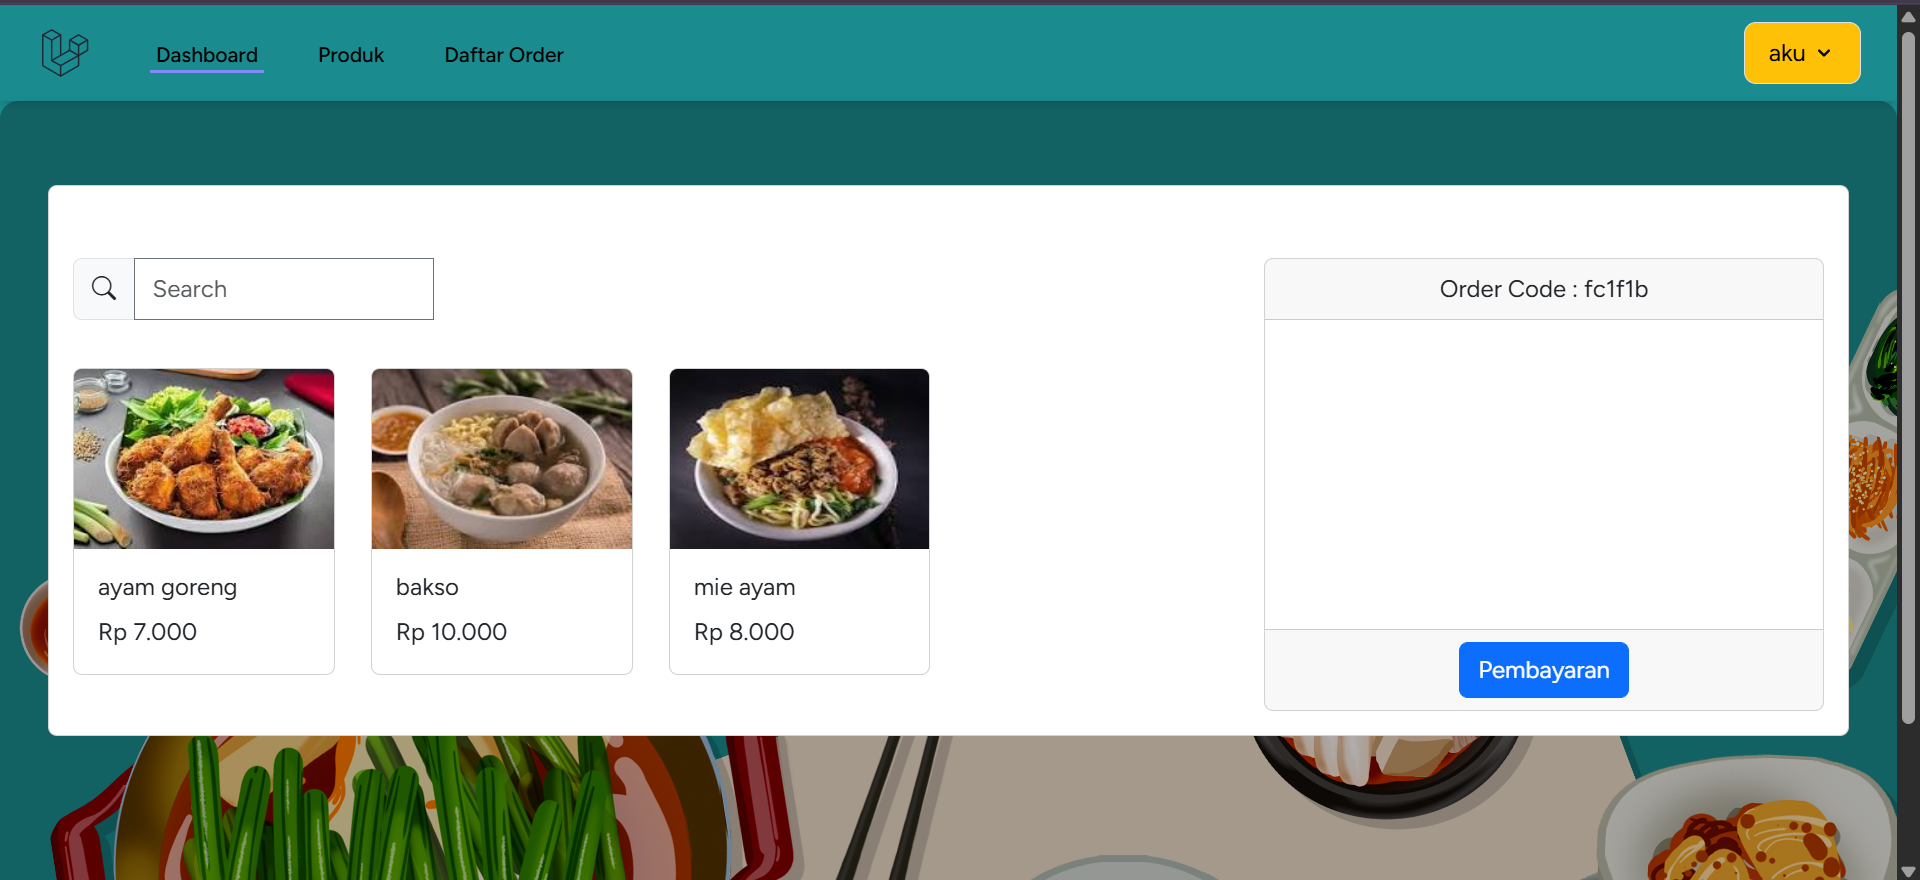 Dashboard
Produk
Daftar Order
aku
Search
Order Code : fc1f1b
ayam goreng
Rp 7.000
bakso
Rp 10.000
mie ayam
Rp 8.000
Pembayaran